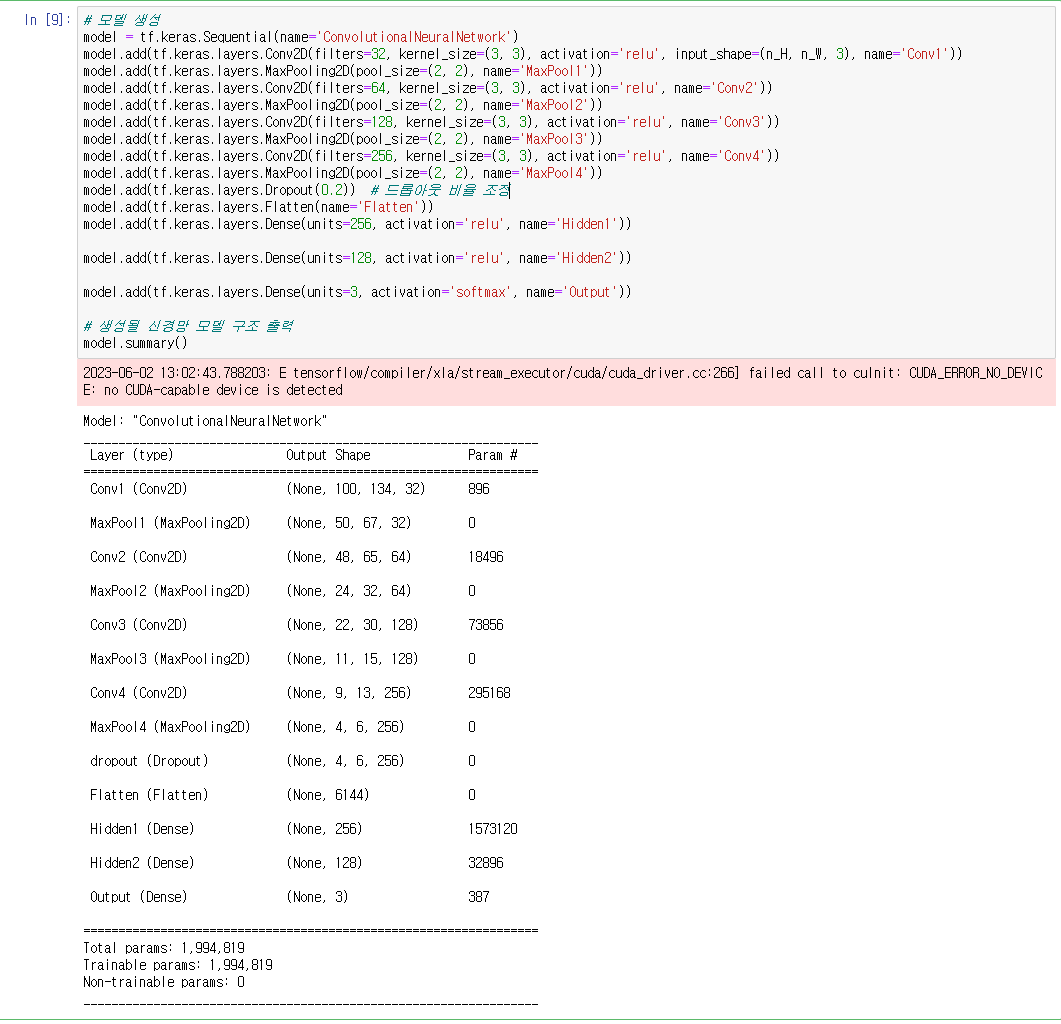 In [9]:
# 모델 생성
model = tf.keras.Sequential(name='ConvolutionalNeuralNetwork')
model.add(tf.keras.layers.Conv2D(filters=32, kernel_size=(3, 3), activation='relu', input_shape=(n_H, n_W, 3), name='Conv1'))
model.add(tf.keras.layers.MaxPooling2D(pool_size=(2, 2), name='MaxPool1'))
model.add(tf.keras.layers.Conv2D(filters=64, kernel_size=(3, 3), activation='relu', name='Conv2'))
model.add(tf.keras.layers.MaxPooling2D(pool_size=(2, 2), name='MaxPool2'))
model.add(tf.keras.layers.Conv2D(filters=128, kernel_size=(3, 3), activation='relu', name='Conv3'))
model.add(tf.keras.layers.MaxPooling2D(pool_size=(2, 2), name='MaxPool3'))
model.add(tf.keras.layers.Conv2D(filters=256, kernel_size=(3, 3), activation='relu', name='Conv4'))
model.add(tf.keras.layers.MaxPooling2D(pool_size=(2, 2), name='MaxPool4'))
model.add(tf.keras.layers.Dropout(0.2))  # 드롭아웃 비율 조정
model.add(tf.keras.layers.Flatten(name='Flatten'))
model.add(tf.keras.layers.Dense(units=256, activation='relu', name='Hidden1'))
model.add(tf.keras.layers.Dense(units=128, activation='relu', name='Hidden2'))
model.add(tf.keras.layers.Dense(units=3, activation='softmax', name='Output'))
# 생성될 신경망 모델 구조 출력
model.summary()
2023-06-02 13:02:43.788203: E tensorflow/compiler/xla/stream_executor/cuda/cuda_driver.cc:266] failed call to cuInit: CUDA_ERROR_NO_DEVIC
E: no CUDA-capable device is detected
Model: "ConvolutionalNeuralNetwork"
_________________________________________________________________
Layer (type) Output Shape Param #
=================================================================
Conv1 (Conv2D) (None, 100, 134, 32) 896
MaxPool1 (MaxPooling2D) (None, 50, 67, 32) 0
Conv2 (Conv2D) (None, 48, 65, 64) 18496
MaxPool2 (MaxPooling2D) (None, 24, 32, 64) 0
Conv3 (Conv2D) (None, 22, 30, 128) 73856
MaxPool3 (MaxPooling2D) (None, 11, 15, 128) 0
Conv4 (Conv2D) (None, 9, 13, 256) 295168
MaxPool4 (MaxPooling2D) (None, 4, 6, 256) 0
dropout (Dropout) (None, 4, 6, 256) 0
Flatten (Flatten) (None, 6144) 0
Hidden1 (Dense) (None, 256) 1573120
Hidden2 (Dense) (None, 128) 32896
Output (Dense) (None, 3) 387
=================================================================
Total params: 1,994,819
Trainable params: 1,994,819
Non-trainable params: 0
_________________________________________________________________